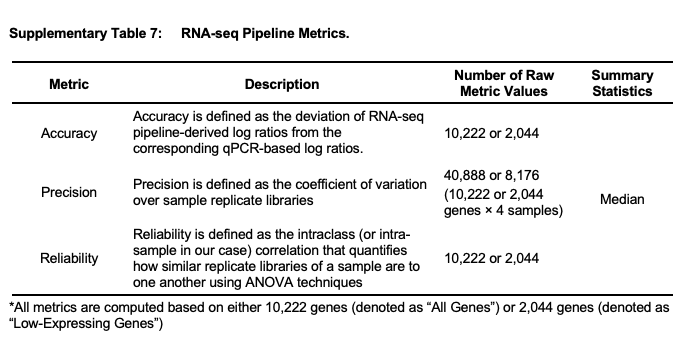 Supplementary Table 7: RNA-seq Pipeline Metrics.
Metric Description Number of Raw Metric Values Summary Statistics
Accuracy
Accuracy is defined as the deviation of RNA-seq
pipeline-derived log ratios from the
corresponding qPCR-based log ratios.
10,222 or 2,044
Precision
Precision is defined as the coefficient of variation
over sample replicate libraries
40,888 or 8,176
(10,222 or 2,044
genes × 4 samples)
Median
Reliability
Reliability is defined as the intraclass (or intra-
sample in our case) correlation that quantifies
how similar replicate libraries of a sample are to
one another using ANOVA techniques
10,222 or 2,044
*All metrics are computed based on either 10,222 genes (denoted as “All Genes”) or 2,044 genes (denoted as
“Low-Expressing Genes”)